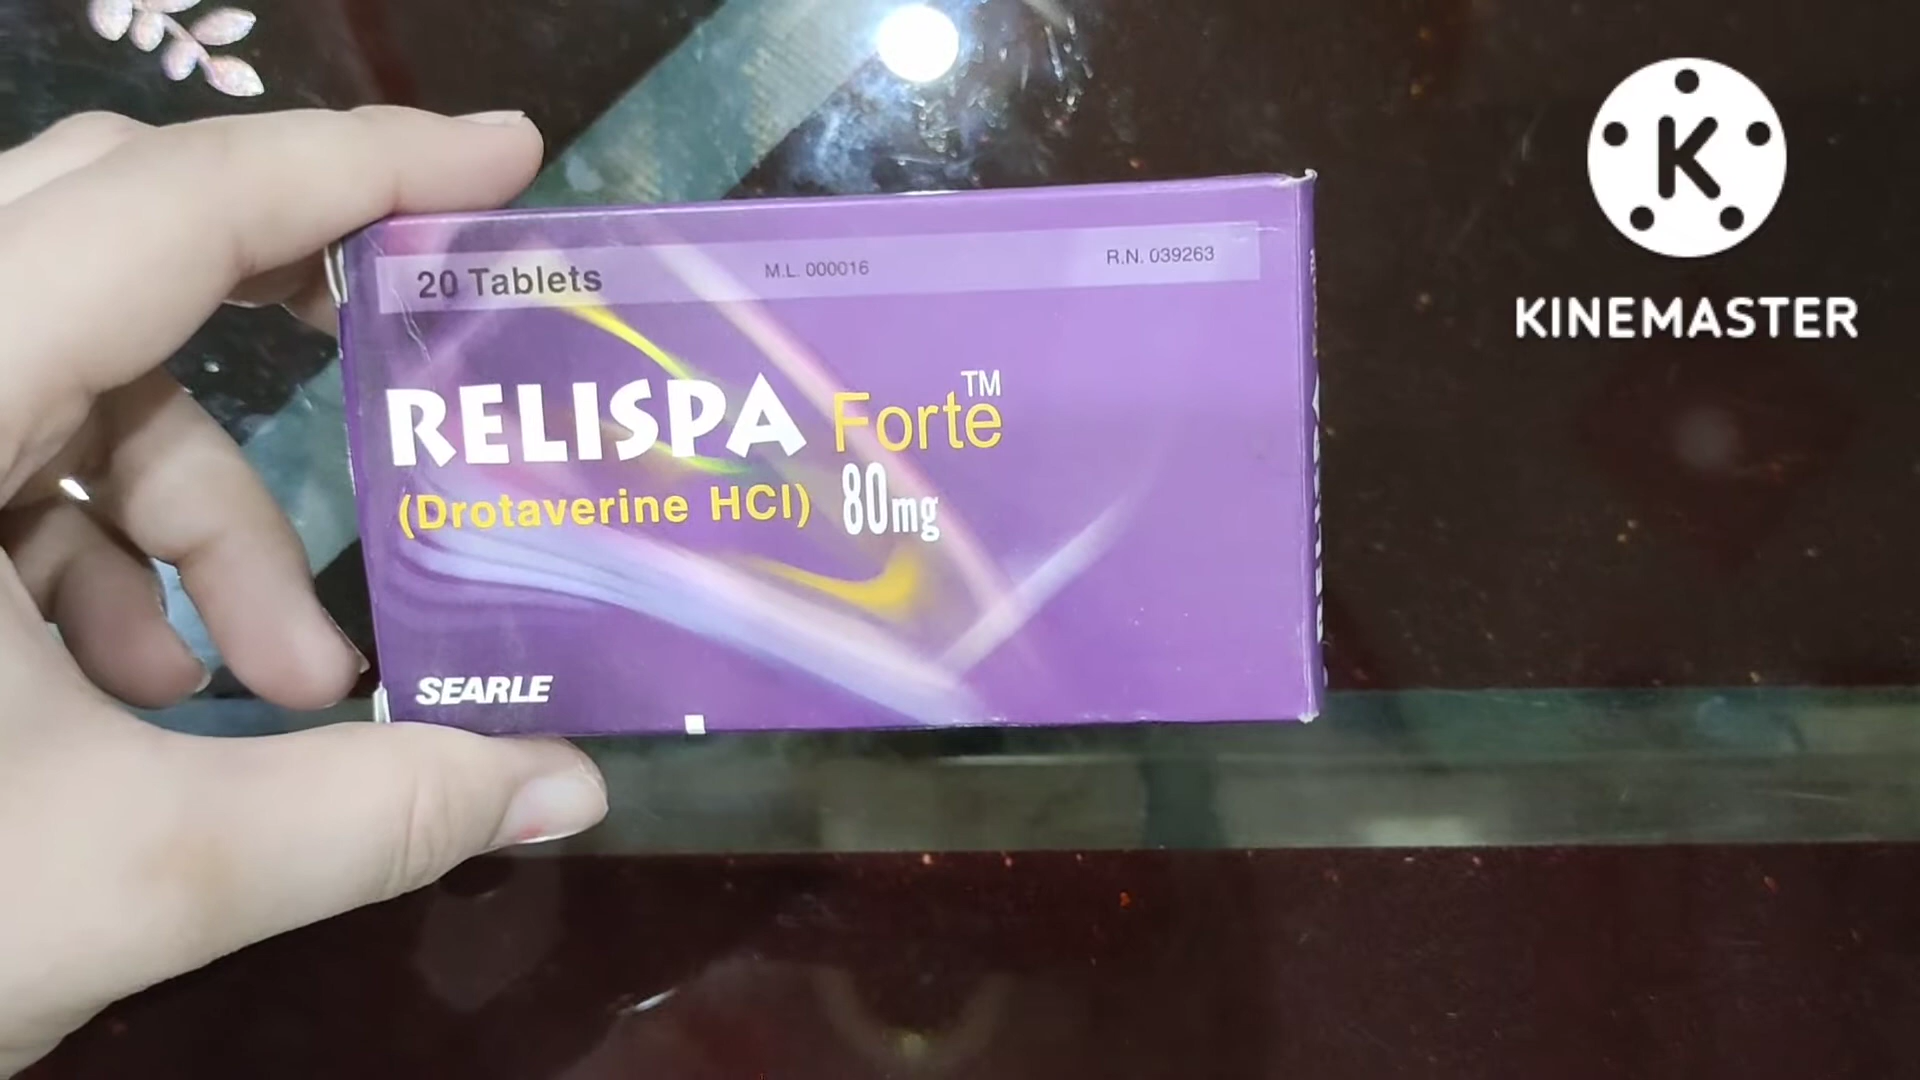 20 Tablets
M.L. 000016
R.N. 039263
RELISPA Forte™
(Drotaverine HCl) 80mg
SEARLE
K
KINEMASTER